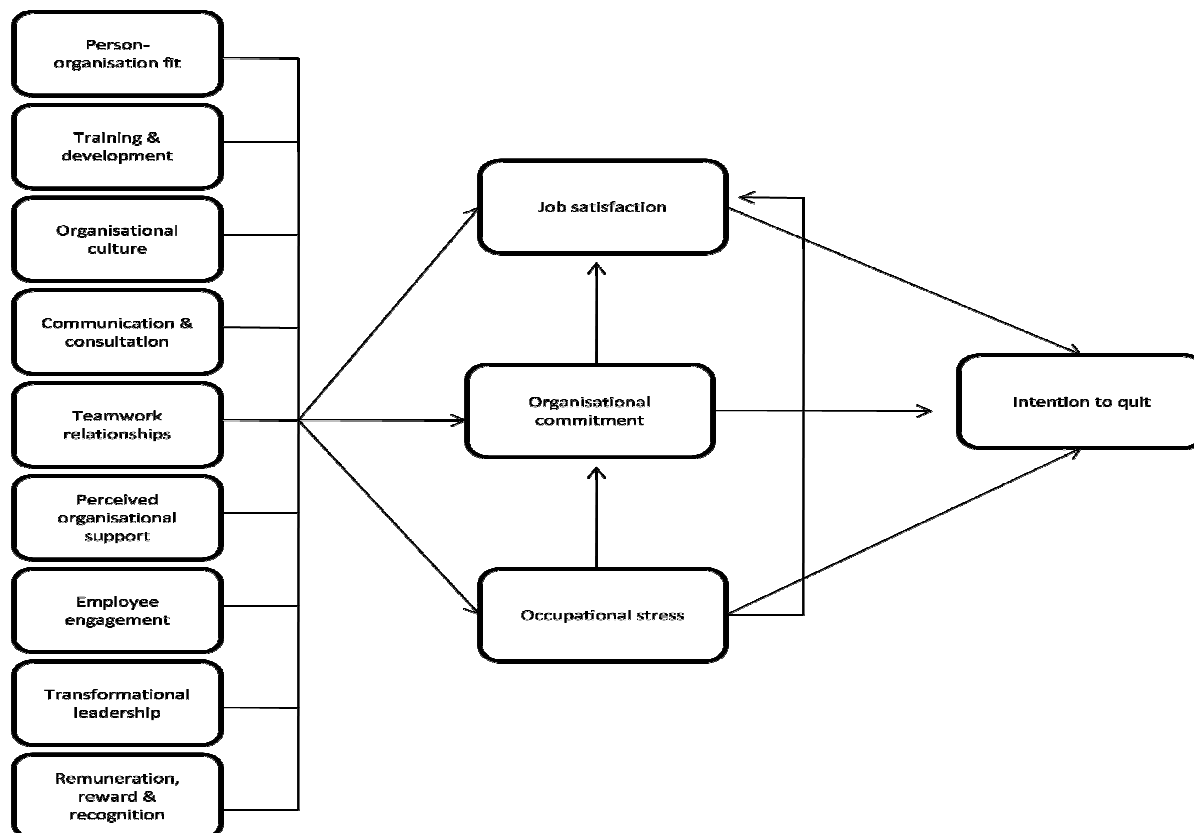 Person-
organisation fit
Training &
development
Organisational
culture
Communication &
consultation
Teamwork
relationships
Perceived
organisational
support
Employee
engagement
Transformational
leadership
Remuneration,
reward &
recognition
Job satisfaction
Organisational
commitment
Occupational stress
Intention to quit